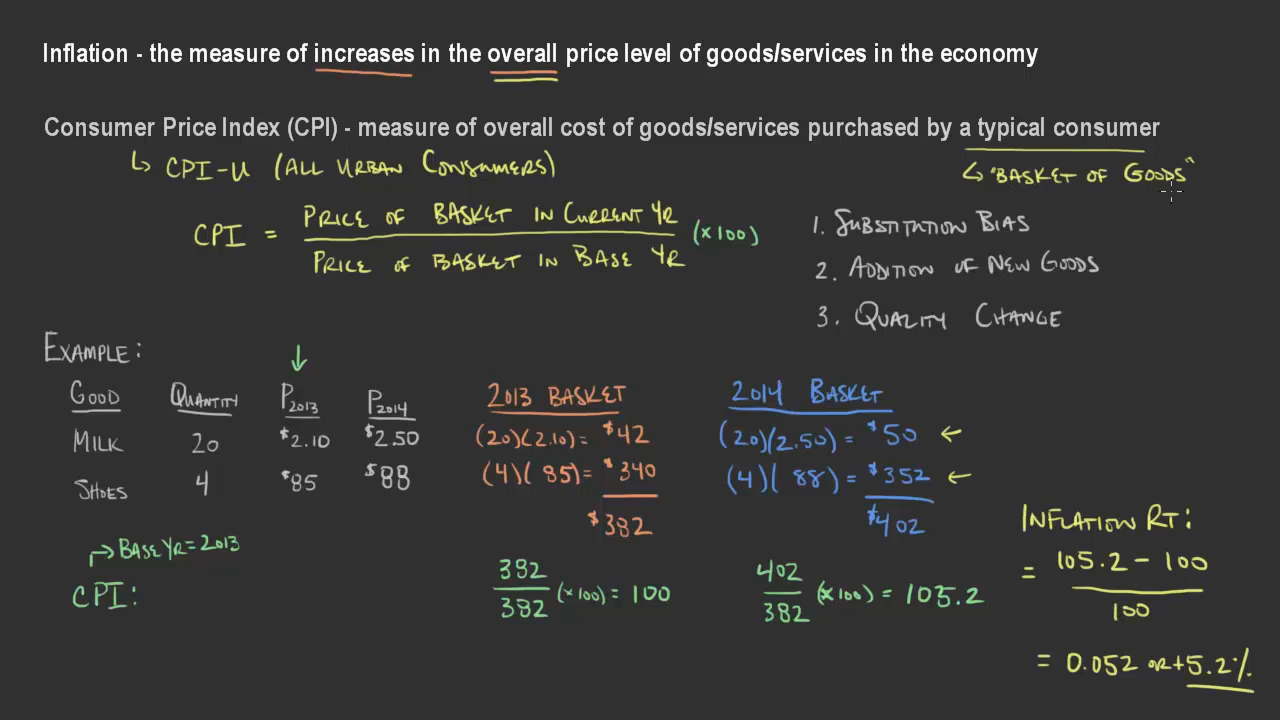 Inflation - the measure of increases in the overall price level of goods/services in the economy
Consumer Price Index (CPI) - measure of overall cost of goods/services purchased by a typical consumer
↳ CPI-U (ALL URBAN CONSUMERS)
↳ "BASKET OF GOODS"
CPI = PRICE OF BASKET IN CURRENT YR / PRICE OF BASKET IN BASE YR (×100)
1. SUBSTITUTION BIAS
2. ADDITION OF NEW GOODS
3. QUALITY CHANGE
EXAMPLE:
GOOD QUANTITY P2013 P2014
MILK 20 $2.10 $2.50
SHOES 4 $85 $88
2013 BASKET
(20)(2.10) = $42
(4)(85) = $340
$382
2014 BASKET
(20)(2.50) = $50 ←
(4)(88) = $352 ←
$402
↱ BASE YR = 2013
CPI:
382/382 (×100) = 100
402/382 (×100) = 105.2
INFLATION RT:
= 105.2 - 100 / 100
= 0.052 OR +5.2%